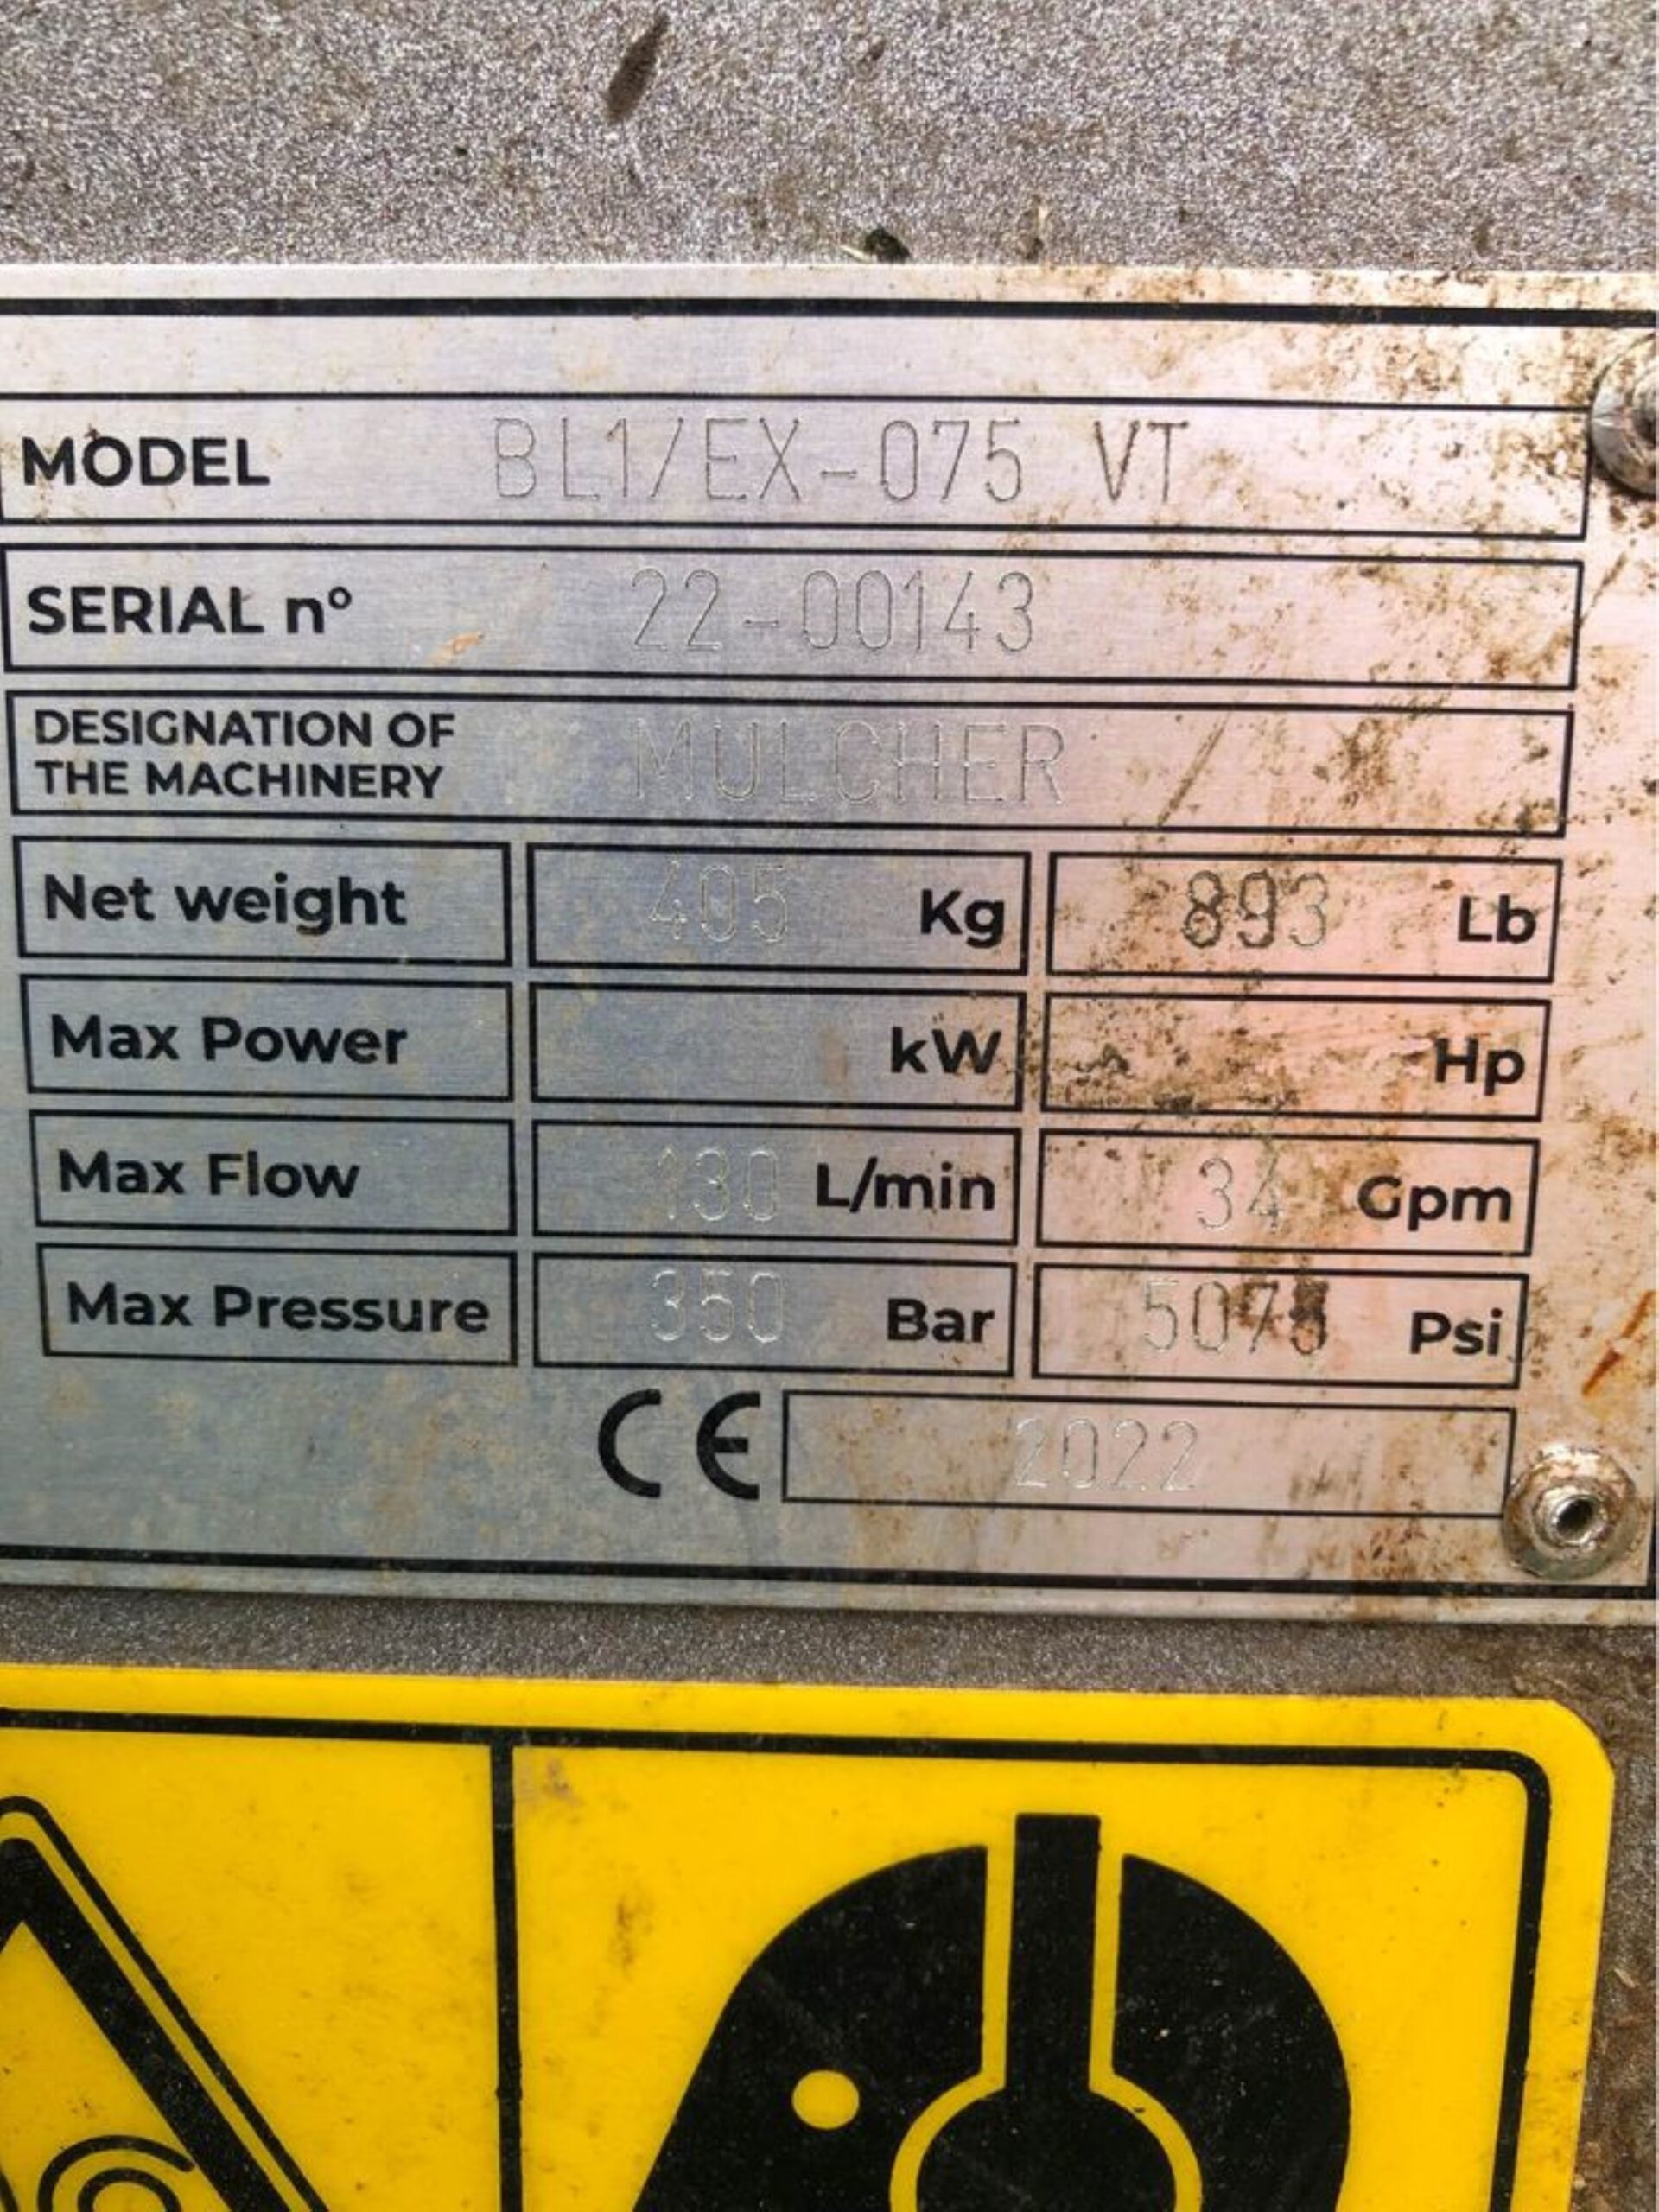 MODEL BL1/EX-075 VT
SERIAL n° 22-00143
DESIGNATION OF
THE MACHINERY MULCHER
Net weight 405 Kg 893 Lb
Max Power kW Hp
Max Flow 130 L/min 34 Gpm
Max Pressure 350 Bar 5075 Psi
CE 2022